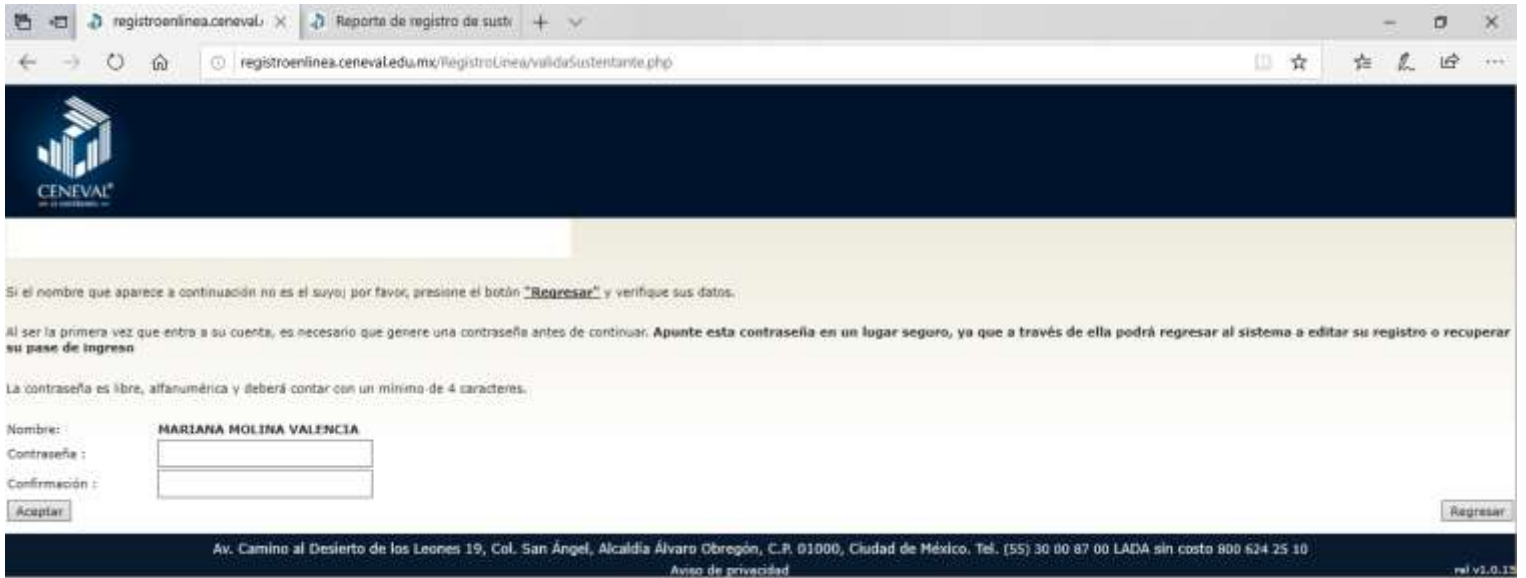 registroenlinea.ceneval.
Reporte de registro de suste
registroenlinea.ceneval.edu.mx/RegistroLinea/validaSustentante.php
CENEVAL®
Si el nombre que aparece a continuación no es el suyo; por favor, presione el botón "Regresar" y verifique sus datos.
Al ser la primera vez que entra a su cuenta, es necesario que genere una contraseña antes de continuar. Apunte esta contraseña en un lugar seguro, ya que a través de ella podrá regresar al sistema a editar su registro o recuperar
su pase de ingreso
La contraseña es libre, alfanumérica y deberá contar con un mínimo de 4 caracteres.
Nombre: MARIANA MOLINA VALENCIA
Contraseña :
Confirmación :
Aceptar Regresar
Av. Camino al Desierto de los Leones 19, Col. San Ángel, Alcaldía Álvaro Obregón, C.P. 01000, Ciudad de México. Tel. (55) 30 00 87 00 LADA sin costo 800 624 25 10
Aviso de privacidad rel v1.0.15